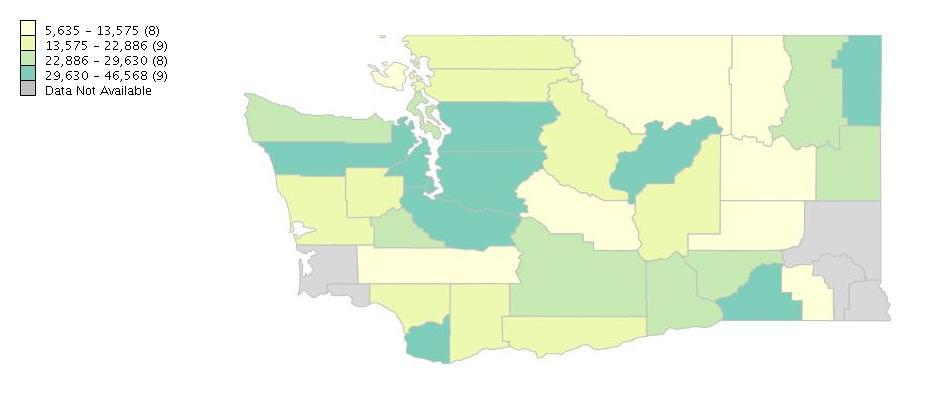 5,635 – 13,575 (8)
13,575 – 22,886 (9)
22,886 – 29,630 (8)
29,630 – 46,568 (9)
Data Not Available